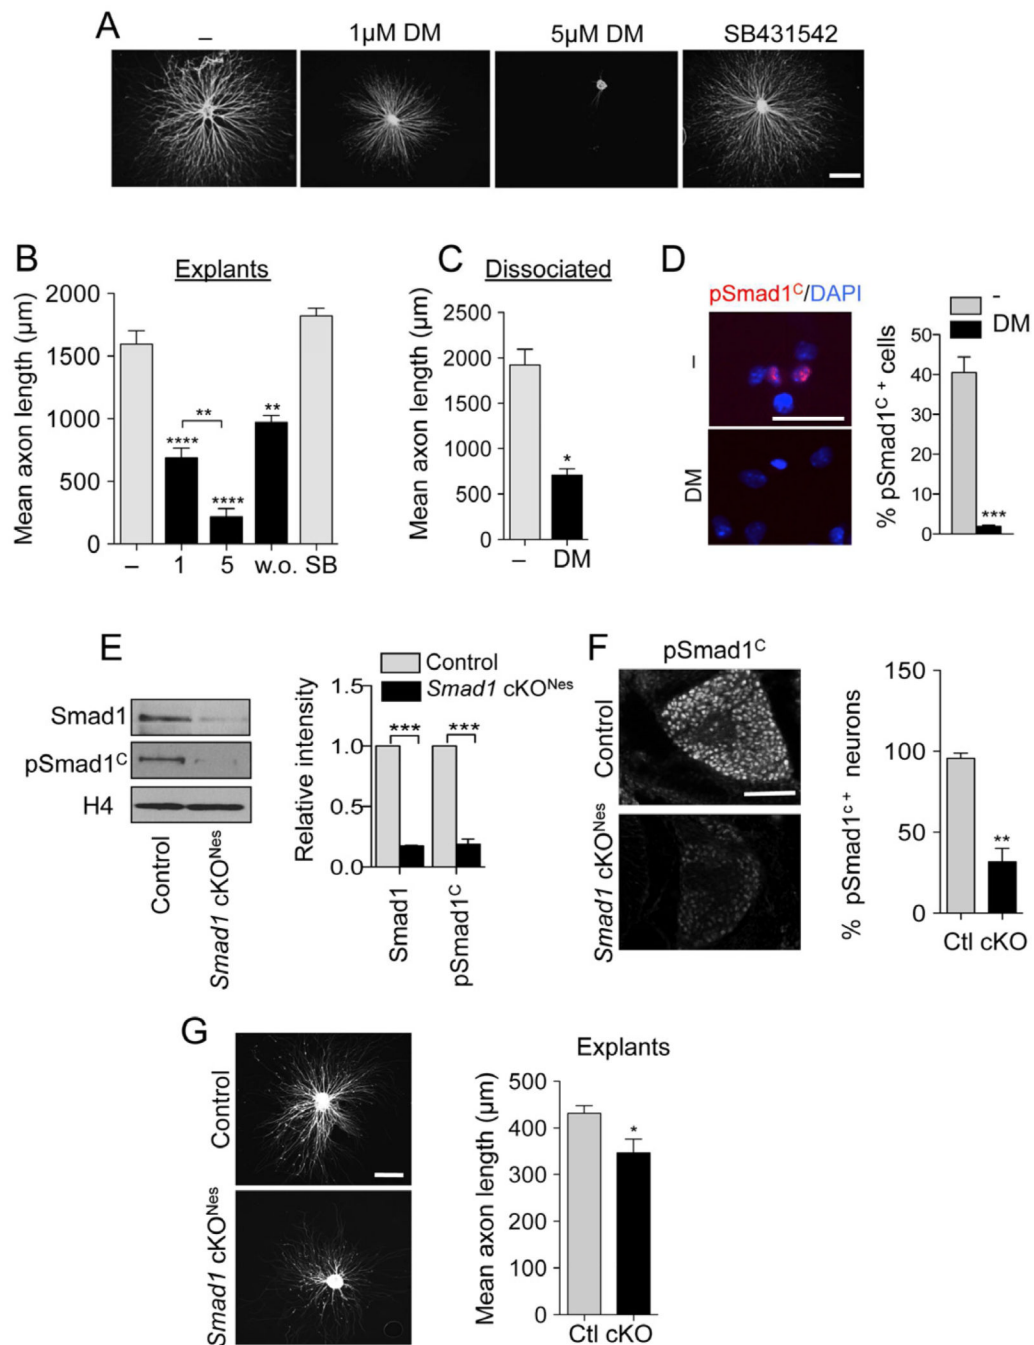 A
–
1µM DM
5µM DM
SB431542
B
Explants
Mean axon length (µm)
2000
1500
1000
500
0
****
**
****
**
– 1 5 w.o. SB
C
Dissociated
Mean axon length (µm)
2500
2000
1500
1000
500
0
*
– DM
D
pSmad1ᶜ/DAPI
–
DM
-
DM
% pSmad1ᶜ⁺ cells
50
40
30
20
10
0
***
E
Smad1
pSmad1ᶜ
H4
Control
Smad1 cKOᴺᵉˢ
Control
Smad1 cKOᴺᵉˢ
Relative intensity
1.5
1.0
0.5
0.0
***
***
Smad1
pSmad1ᶜ
F
pSmad1ᶜ
Control
Smad1 cKOᴺᵉˢ
% pSmad1ᶜ⁺ neurons
150
100
50
0
**
Ctl cKO
G
Control
Smad1 cKOᴺᵉˢ
Explants
Mean axon length (µm)
500
400
300
200
100
0
*
Ctl cKO